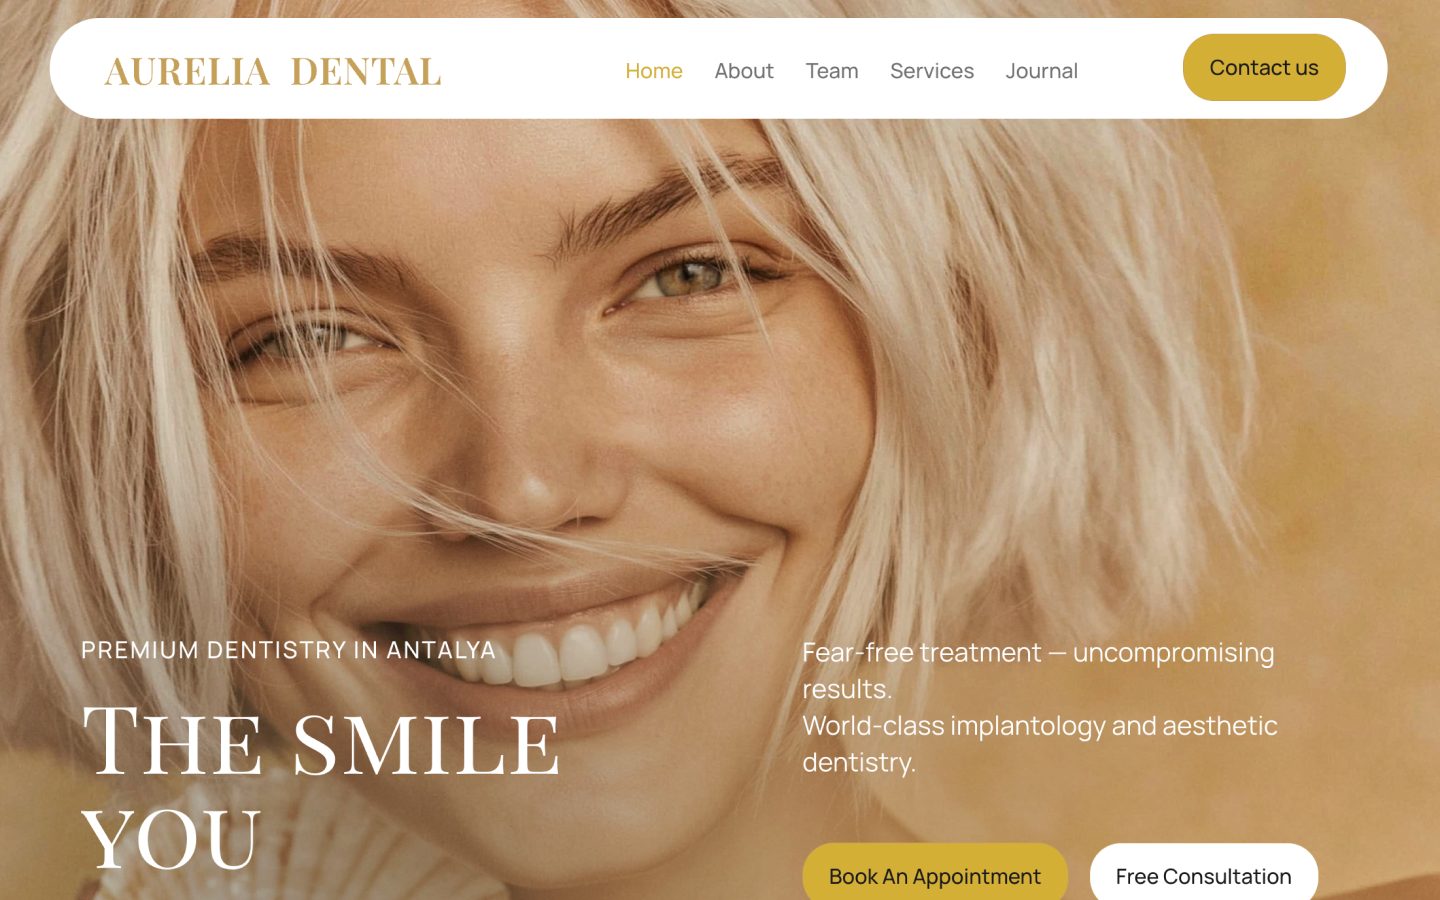 AURELIA DENTAL
Home About Team Services Journal
Contact us
PREMIUM DENTISTRY IN ANTALYA
THE SMILE
YOU
Fear-free treatment — uncompromising
results.
World-class implantology and aesthetic
dentistry.
Book An Appointment
Free Consultation